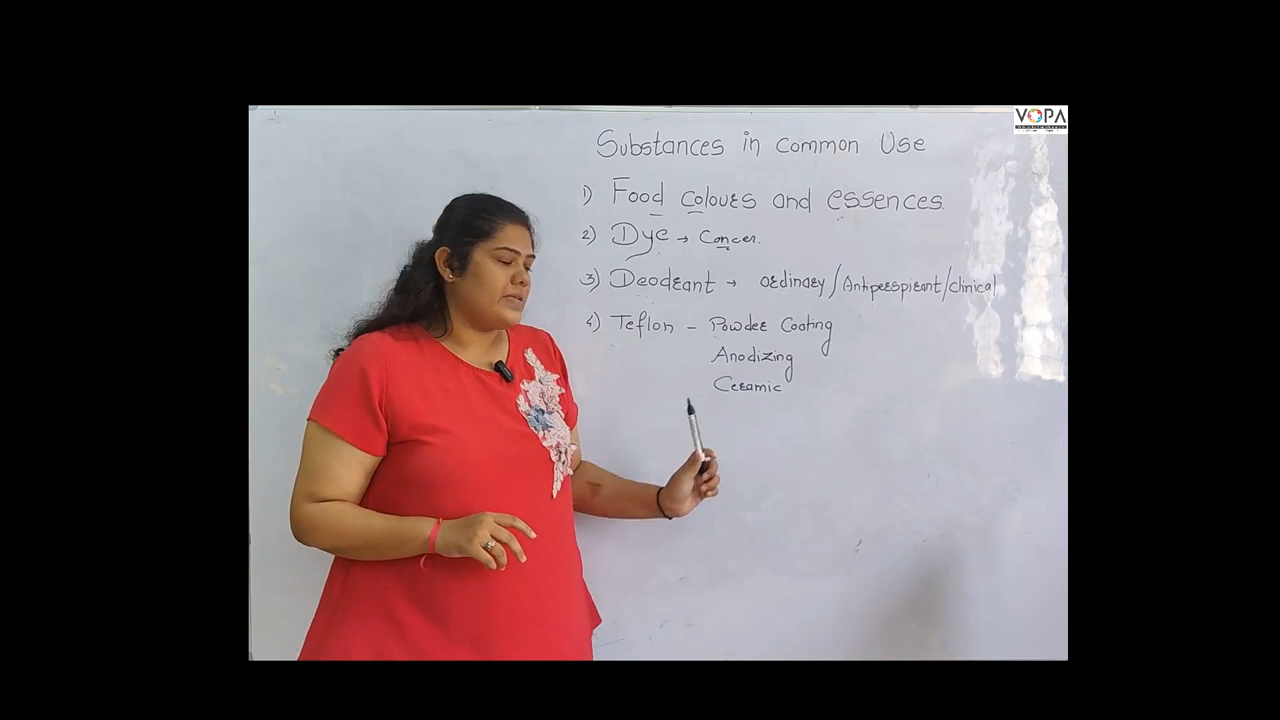 VOPA
Substances in Common Use
1) Food colours and essences.
2) Dye → Cancer.
3) Deodrant → ordinary / Antiperspirant / clinical
4) Teflon - Powder Coating
Anodizing
Ceramic